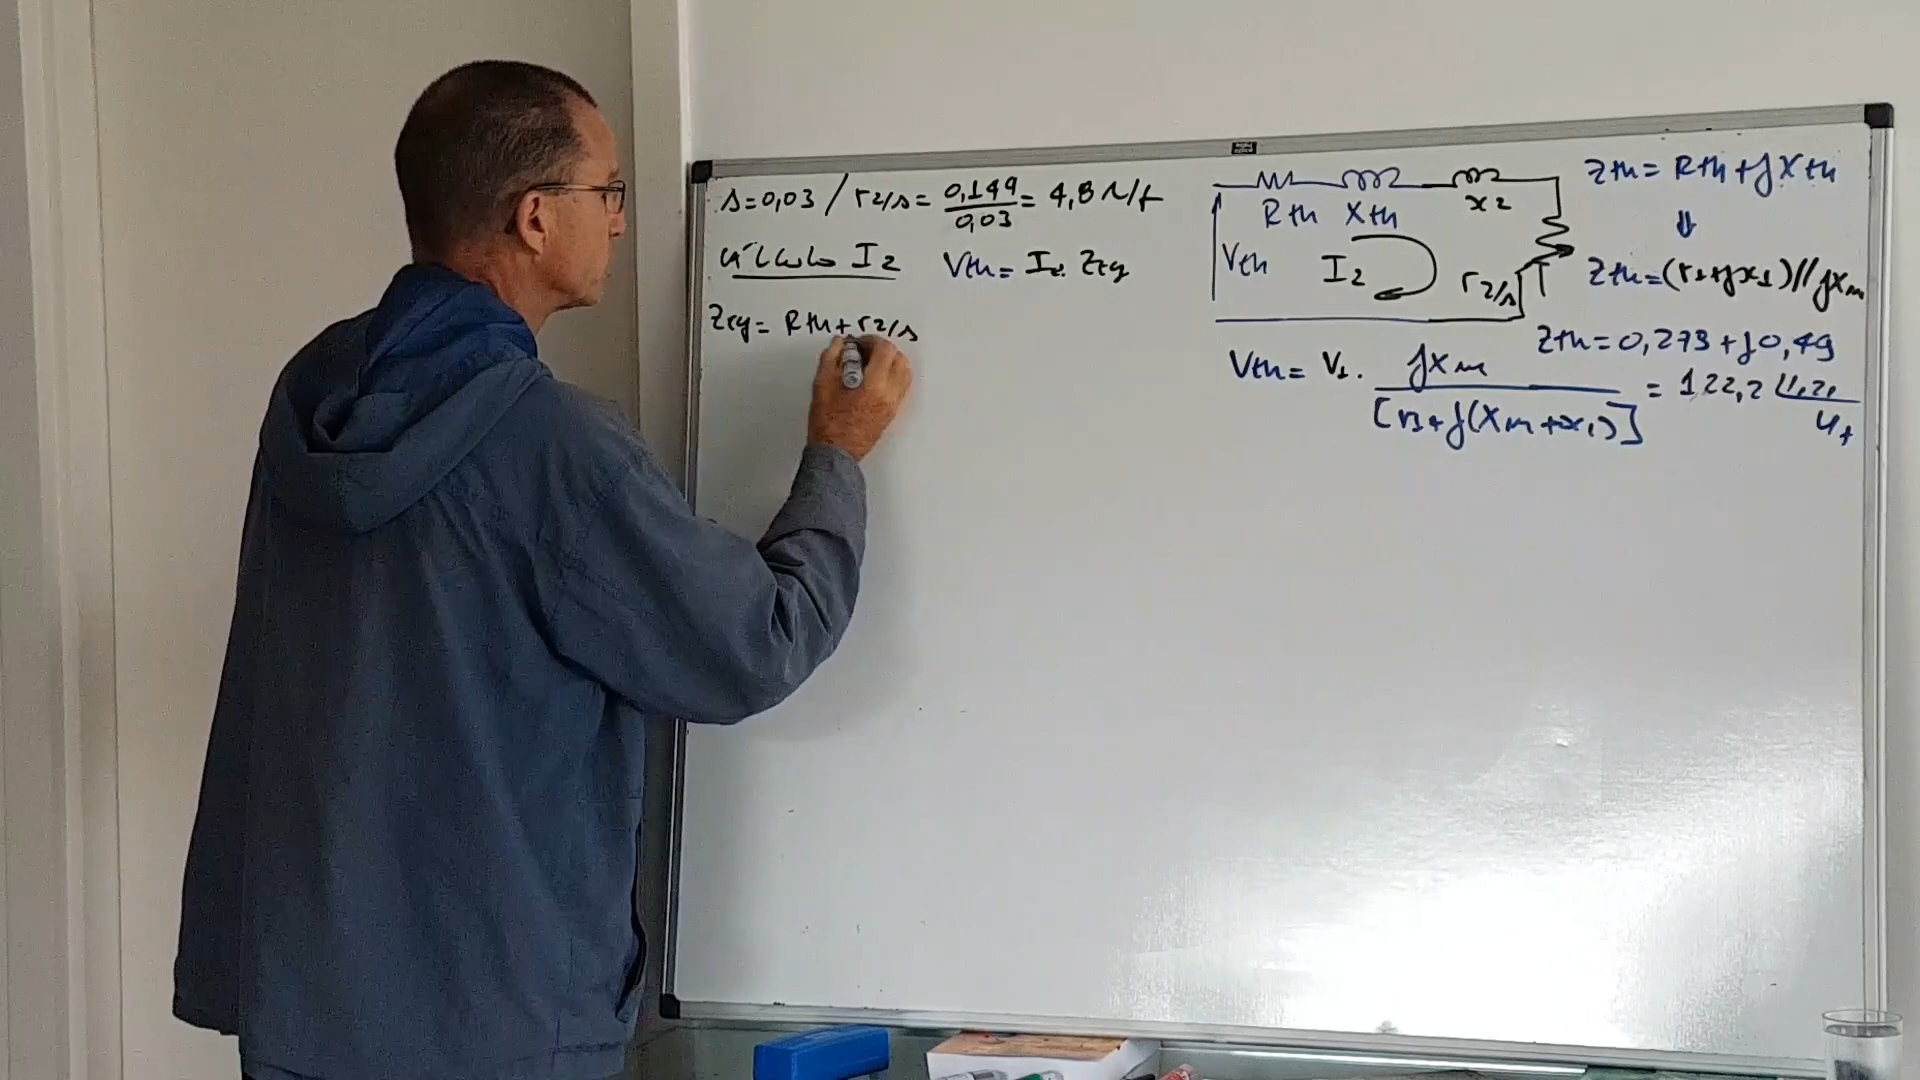 s=0,03 / r2/s = 0,144/0,03 = 4,8 Ω/f
Cálculo I2 Vth = I2. Zeq
Zeq = Rth + r2/s
Rth Xth x2
Vth I2 r2/s
Zth = Rth + jXth
⇓
Zth = (r1+jx1)//jxm
Zth = 0,273 + j0,49
Vth = V1. jxm/[r1+j(xm+x1)] = 122,2